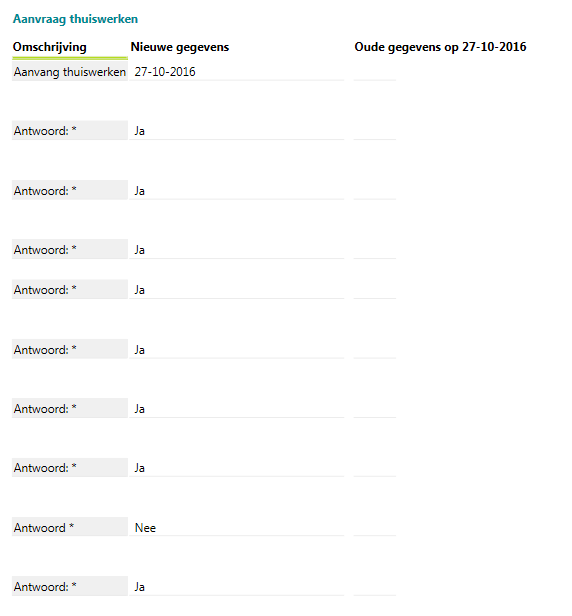 Aanvraag thuiswerken
Omschrijving Nieuwe gegevens Oude gegevens op 27-10-2016
Aanvang thuiswerken 27-10-2016
Antwoord: * Ja
Antwoord: * Ja
Antwoord: * Ja
Antwoord: * Ja
Antwoord: * Ja
Antwoord: * Ja
Antwoord: * Ja
Antwoord * Nee
Antwoord: * Ja